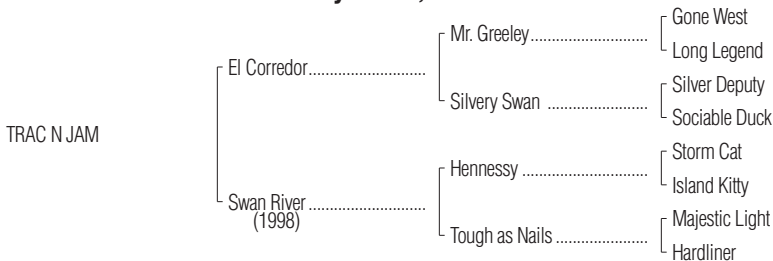 Gone West
Mr. Greeley
Long Legend
El Corredor
Silver Deputy
Silvery Swan
Sociable Duck
TRAC N JAM
Storm Cat
Hennessy
Island Kitty
Swan River
(1998)
Majestic Light
Tough as Nails
Hardliner